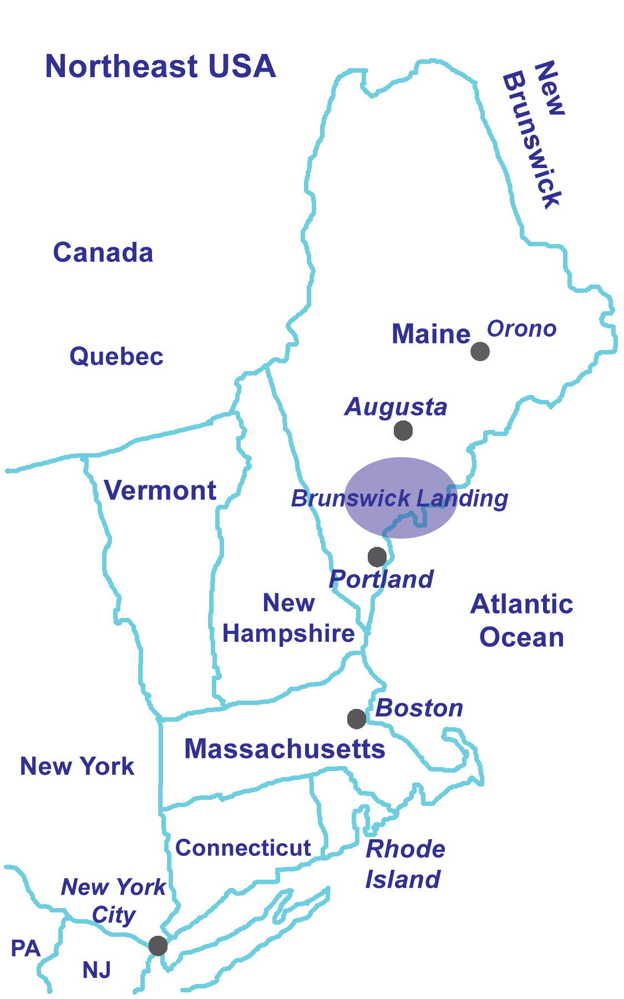 Northeast USA
New
Brunswick
Canada
Quebec
Maine
Orono
Augusta
Vermont
Brunswick Landing
Portland
New
Hampshire
Atlantic
Ocean
Boston
Massachusetts
New York
Connecticut
Rhode
Island
New York
City
PA
NJ